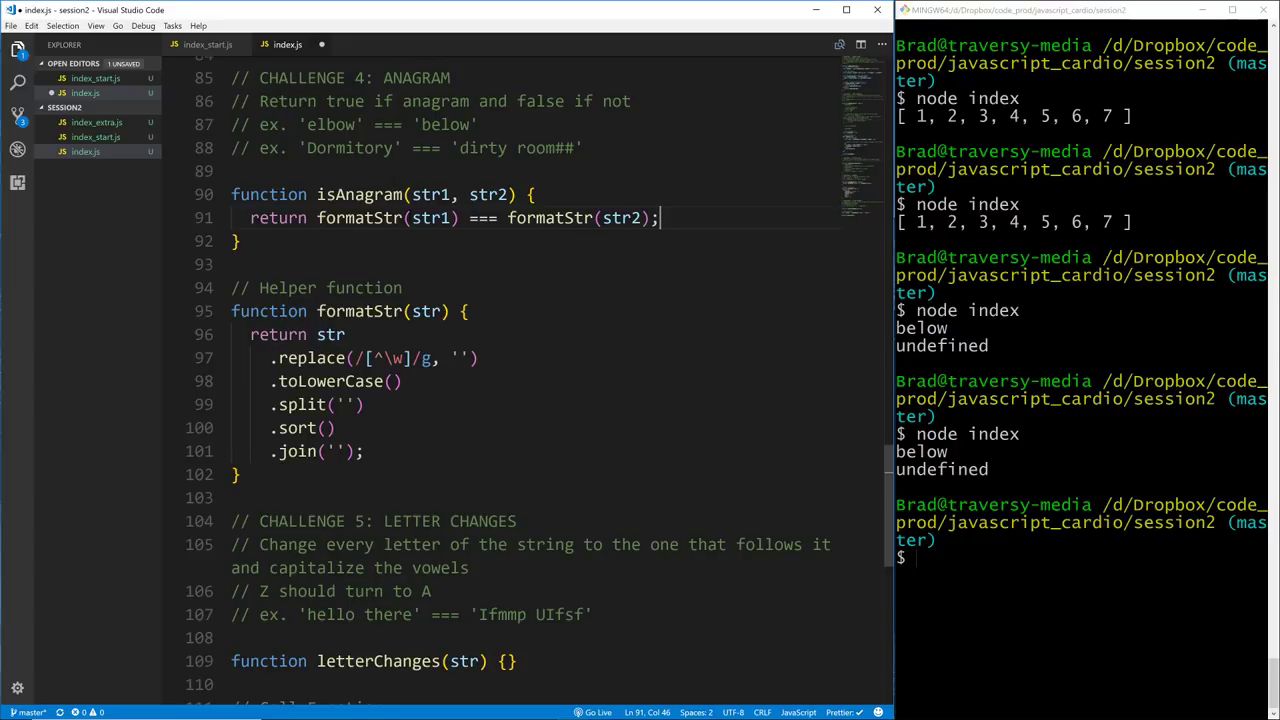 index.js - session2 - Visual Studio Code
File Edit Selection View Go Debug Tasks Help
EXPLORER
OPEN EDITORS 1 UNSAVED
index_start.js U
index.js U
SESSION2
index_extra.js U
index_start.js U
index.js U
1
3
index_start.js
index.js
85 // CHALLENGE 4: ANAGRAM
86 // Return true if anagram and false if not
87 // ex. 'elbow' === 'below'
88 // ex. 'Dormitory' === 'dirty room##'
89
90 function isAnagram(str1, str2) {
91 return formatStr(str1) === formatStr(str2);
92 }
93
94 // Helper function
95 function formatStr(str) {
96 return str
97 .replace(/[^\w]/g, '')
98 .toLowerCase()
99 .split('')
100 .sort()
101 .join('');
102 }
103
104 // CHALLENGE 5: LETTER CHANGES
105 // Change every letter of the string to the one that follows it
and capitalize the vowels
106 // Z should turn to A
107 // ex. 'hello there' === 'Ifmmp UIfsf'
108
109 function letterChanges(str) {}
110
master* 0 0 Go Live Ln 91, Col 46 Spaces: 2 UTF-8 CRLF JavaScript Prettier: ✓
MINGW64:/d/Dropbox/code_prod/javascript_cardio/session2
Brad@traversy-media /d/Dropbox/code_
prod/javascript_cardio/session2 (mas
ter)
$ node index
[ 1, 2, 3, 4, 5, 6, 7 ]
Brad@traversy-media /d/Dropbox/code_
prod/javascript_cardio/session2 (mas
ter)
$ node index
[ 1, 2, 3, 4, 5, 6, 7 ]
Brad@traversy-media /d/Dropbox/code_
prod/javascript_cardio/session2 (mas
ter)
$ node index
below
undefined
Brad@traversy-media /d/Dropbox/code_
prod/javascript_cardio/session2 (mas
ter)
$ node index
below
undefined
Brad@traversy-media /d/Dropbox/code_
prod/javascript_cardio/session2 (mas
ter)
$